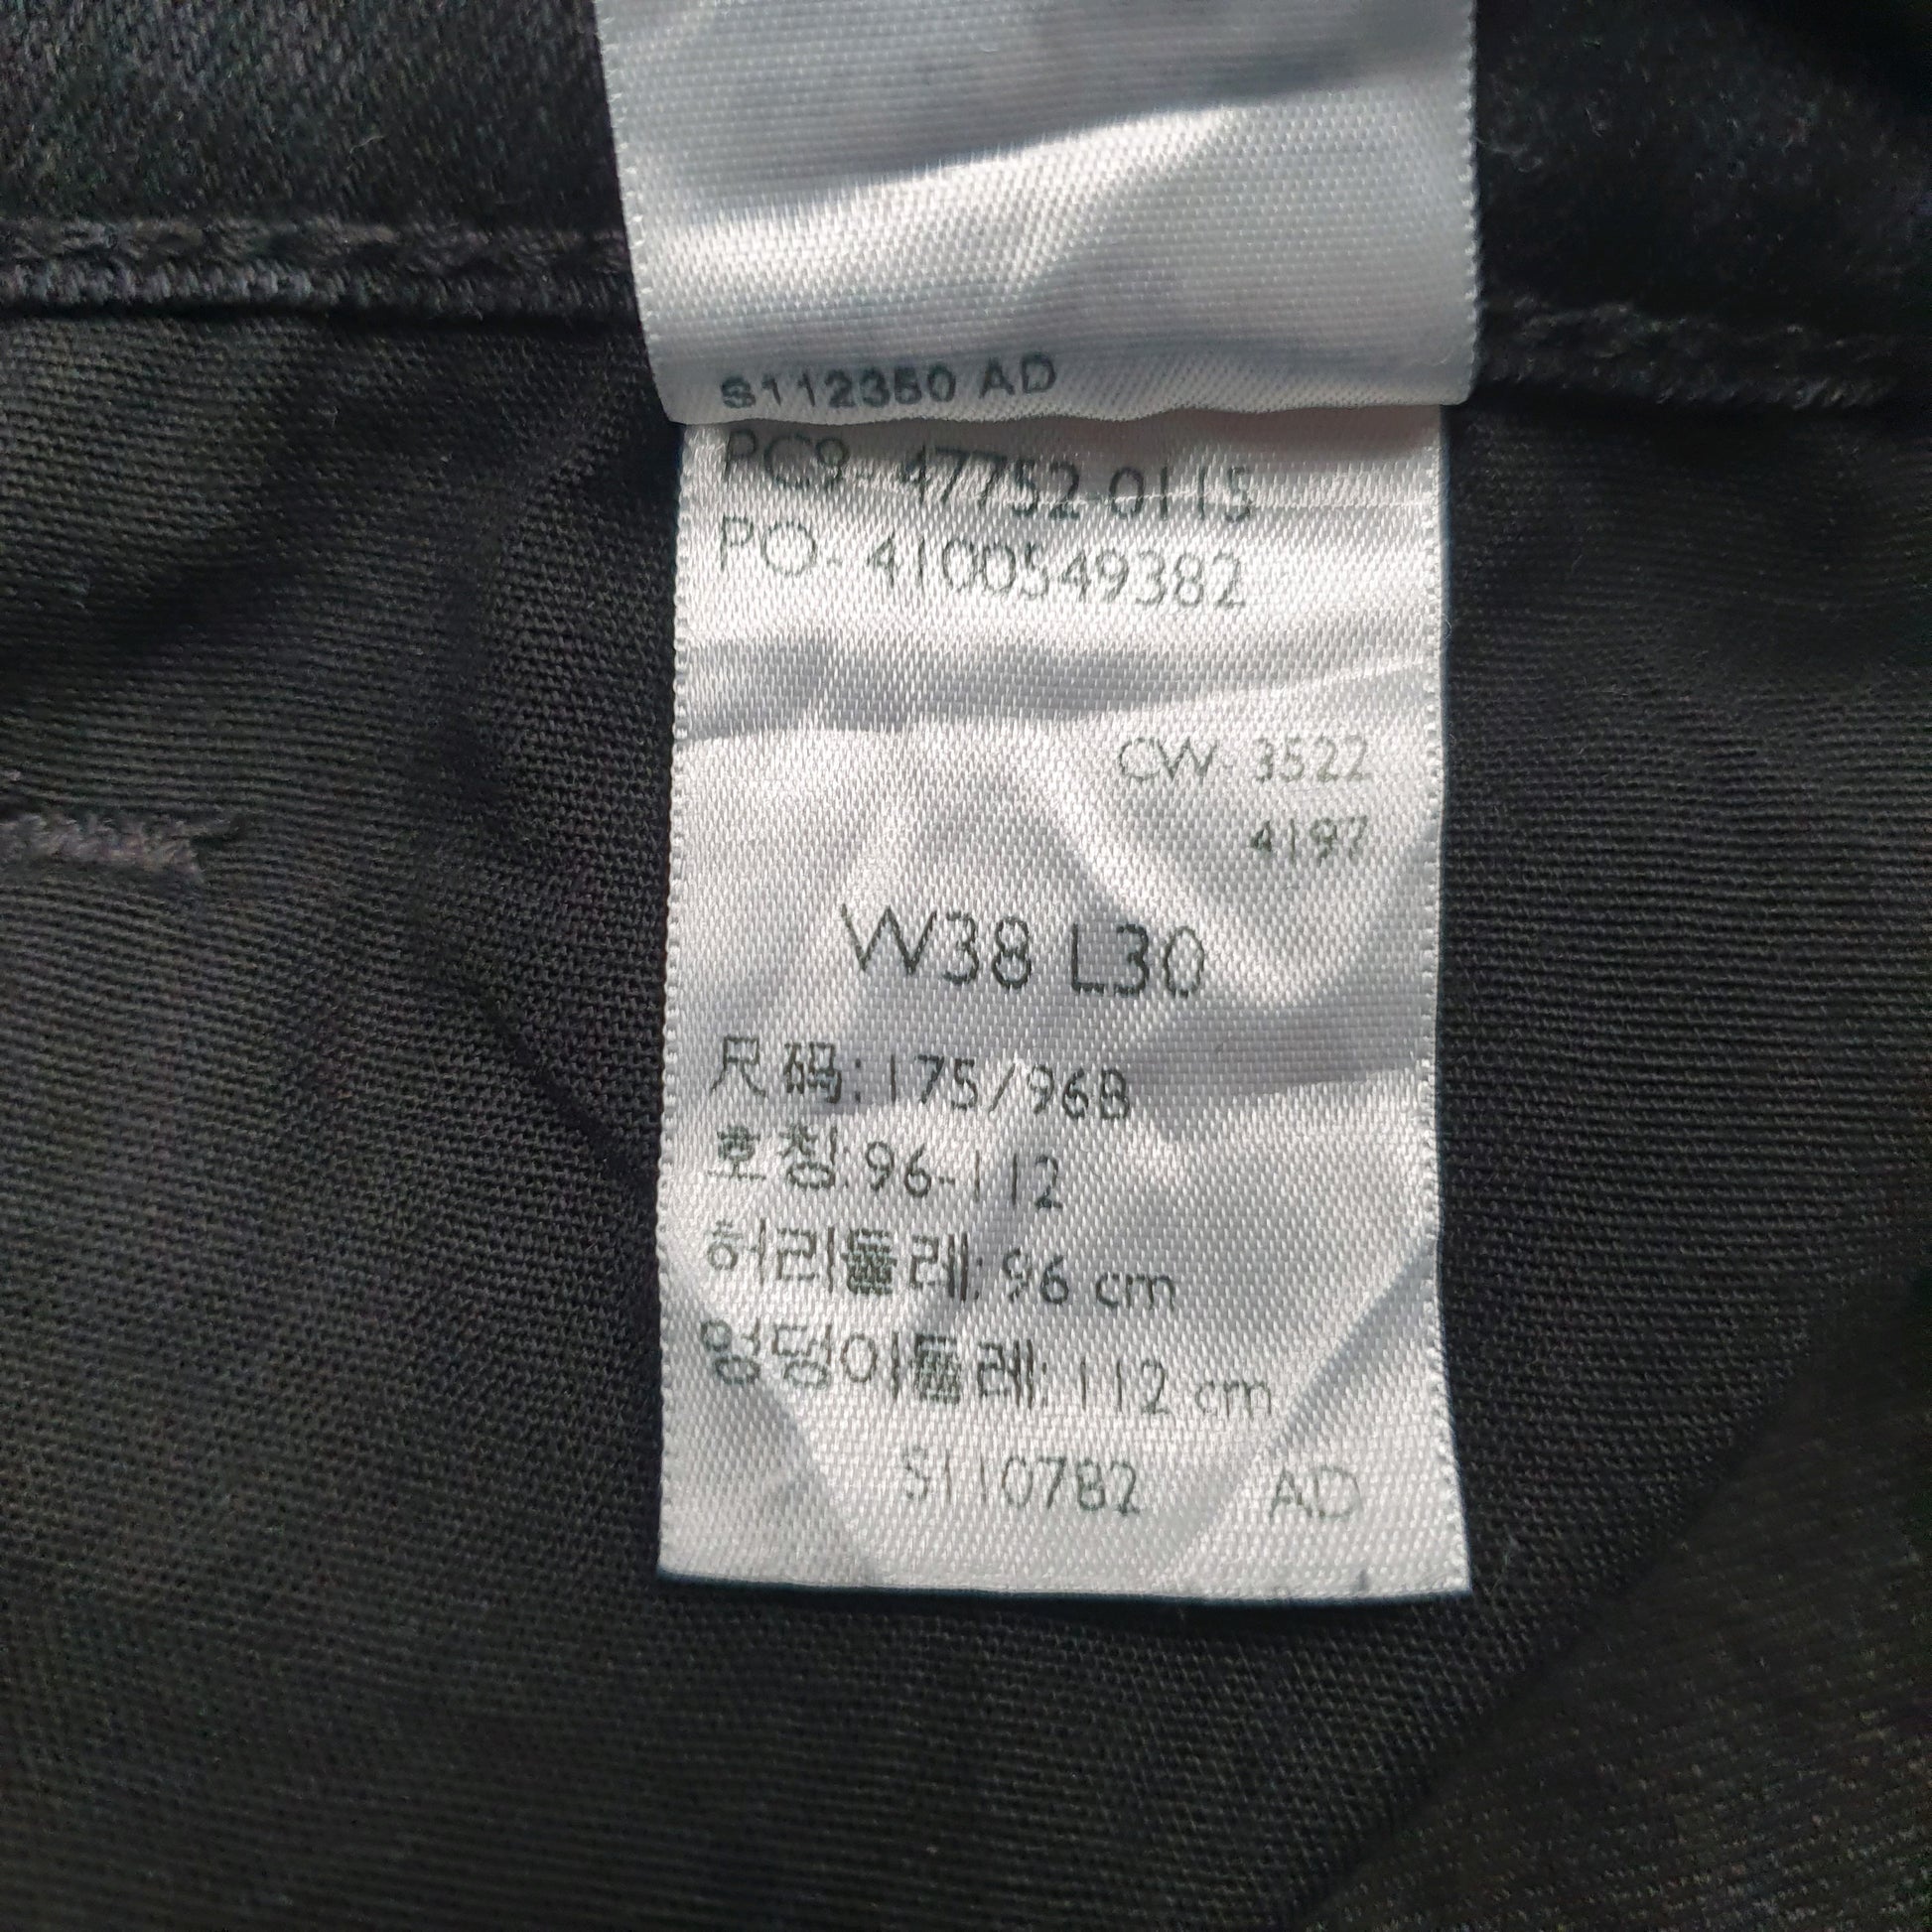 S112350 AD
PC9- 47752-0115
PO- 4100549382
CW- 3522
4197
W38 L30
尺码: 175/96B
호칭: 96-112
허리둘레: 96 cm
엉덩이둘레: 112 cm
S110782 AD